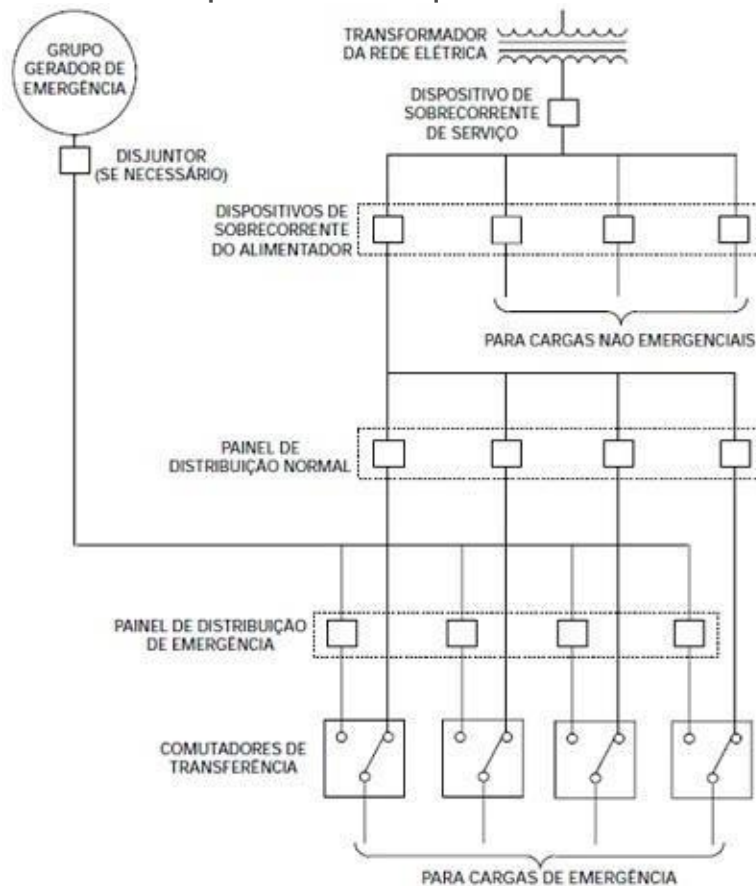 GRUPO
GERADOR DE
EMERGÊNCIA
TRANSFORMADOR
DA REDE ELÉTRICA
DISPOSITIVO DE
SOBRECORRENTE
DE SERVIÇO
DISJUNTOR
(SE NECESSÁRIO)
DISPOSITIVOS DE
SOBRECORRENTE
DO ALIMENTADOR
PARA CARGAS NÃO EMERGENCIAIS
PAINEL DE
DISTRIBUIÇÃO NORMAL
PAINEL DE DISTRIBUIÇÃO
DE EMERGÊNCIA
COMUTADORES DE
TRANSFERÊNCIA
PARA CARGAS DE EMERGÊNCIA